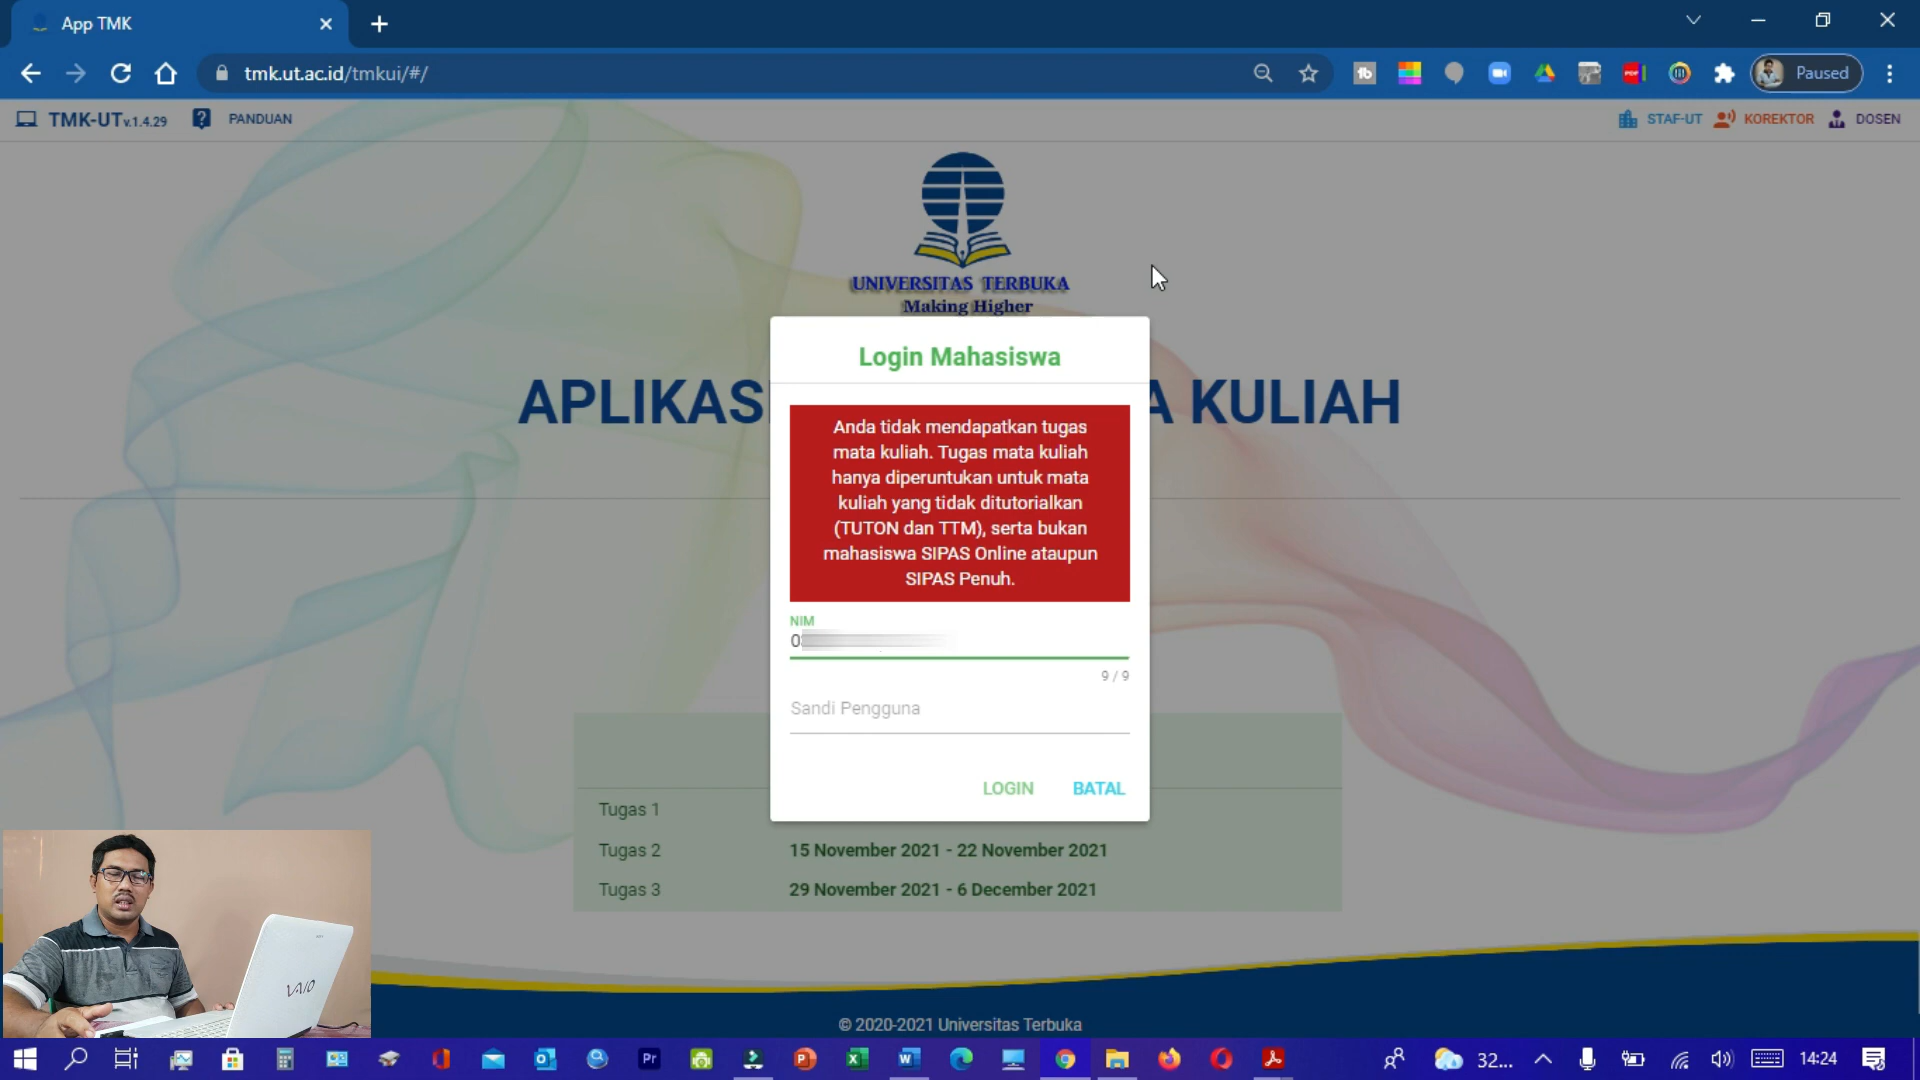 App TMK
tmk.ut.ac.id/tmkui/#/
Paused
TMK-UT v.1.4.29
PANDUAN
STAF-UT
KOREKTOR
DOSEN
UNIVERSITAS TERBUKA
Making Higher
APLIKAS
A KULIAH
Login Mahasiswa
Anda tidak mendapatkan tugas
mata kuliah. Tugas mata kuliah
hanya diperuntukan untuk mata
kuliah yang tidak ditutorialkan
(TUTON dan TTM), serta bukan
mahasiswa SIPAS Online ataupun
SIPAS Penuh.
NIM
9 / 9
Sandi Pengguna
LOGIN
BATAL
Tugas 1
Tugas 2
15 November 2021 - 22 November 2021
Tugas 3
29 November 2021 - 6 December 2021
VAIO
© 2020-2021 Universitas Terbuka
Pr
32...
14:24